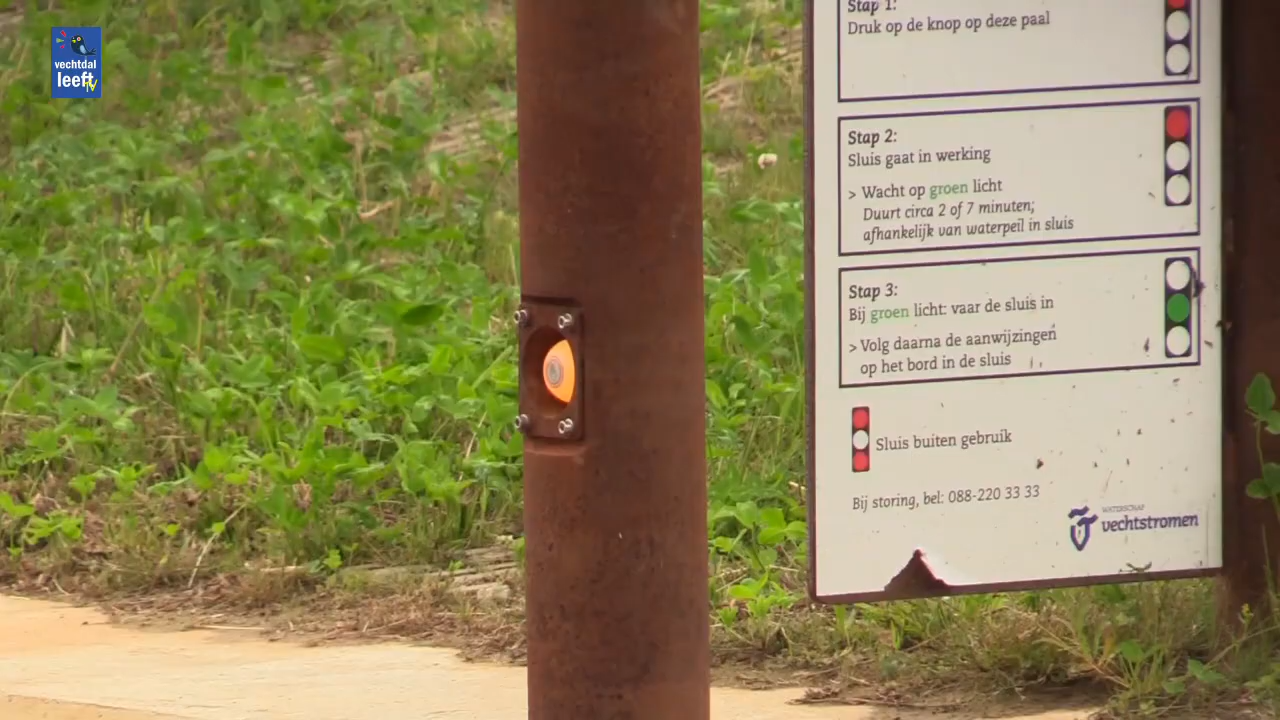 vechtdal
leeft
TV
Stap 1:
Druk op de knop op deze paal
Stap 2:
Sluis gaat in werking
> Wacht op groen licht
Duurt circa 2 of 7 minuten;
afhankelijk van waterpeil in sluis
Stap 3:
Bij groen licht: vaar de sluis in
> Volg daarna de aanwijzingen
op het bord in de sluis
Sluis buiten gebruik
Bij storing, bel: 088-220 33 33
WATERSCHAP
vechtstromen